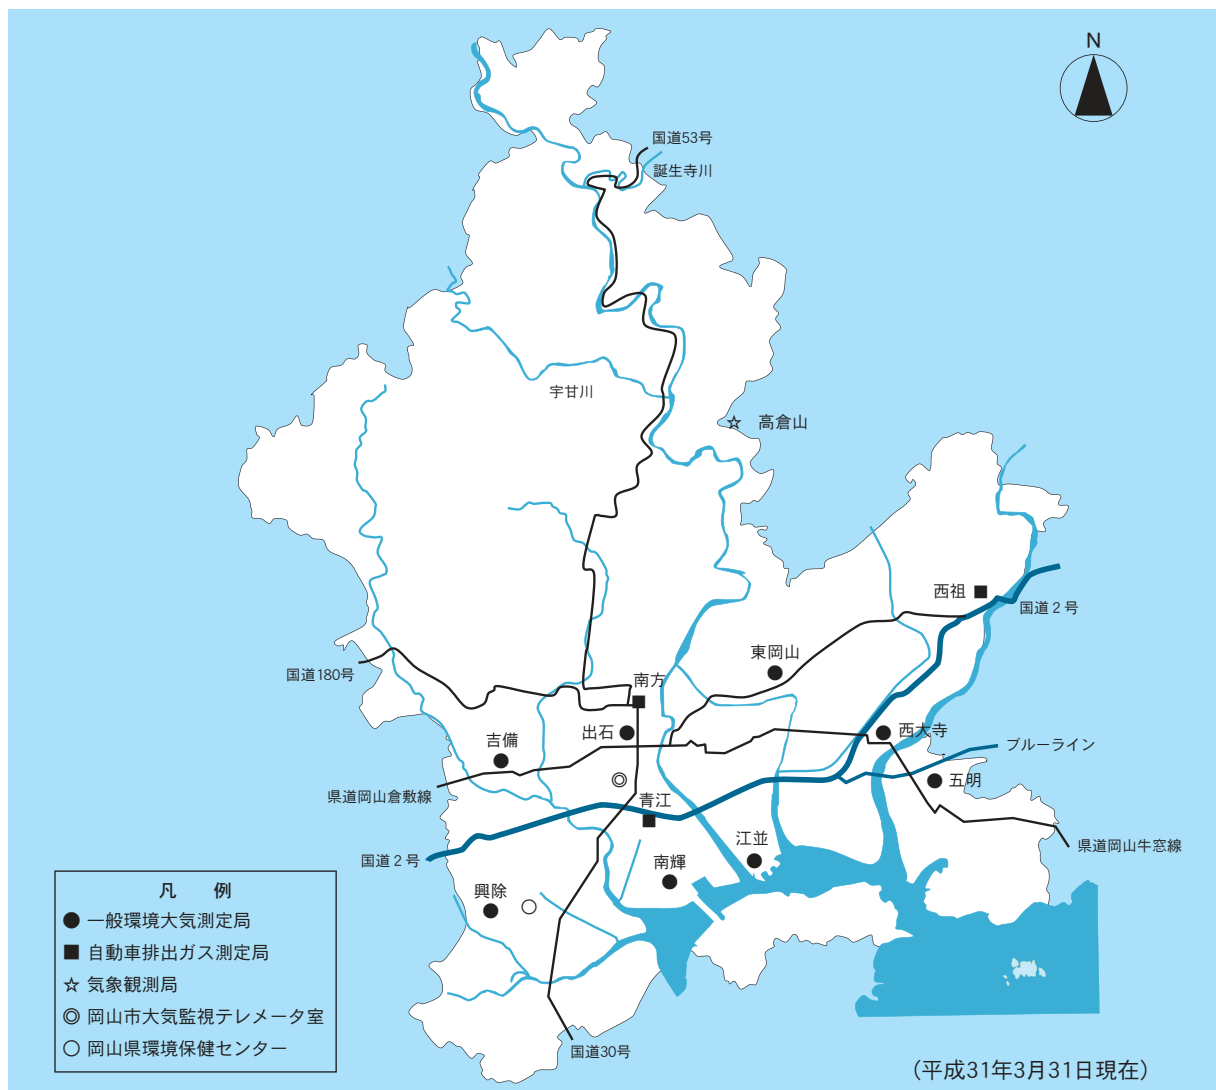 N
国道53号
誕生寺川
宇甘川
高倉山
西祖
国道2号
東岡山
国道180号
南方
出石
西大寺
吉備
ブルーライン
五明
県道岡山倉敷線
青江
江並
県道岡山牛窓線
国道2号
南輝
興除
凡 例
一般環境大気測定局
自動車排出ガス測定局
気象観測局
岡山市大気監視テレメータ室
岡山県環境保健センター
国道30号
(平成31年3月31日現在)